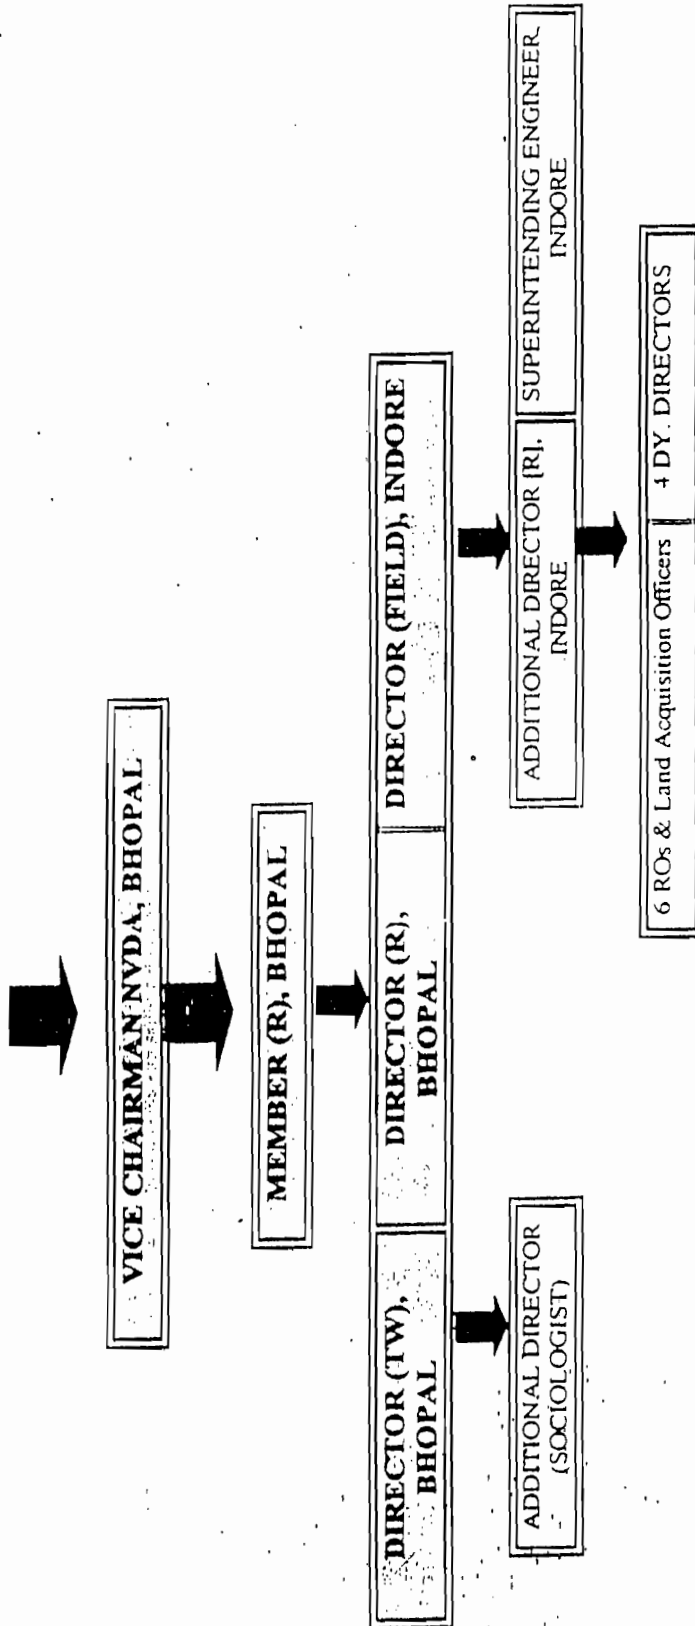 VICE CHAIRMAN NVDA, BHOPAL
MEMBER (R), BHOPAL
DIRECTOR (TW),
BHOPAL
DIRECTOR (R),
BHOPAL
DIRECTOR (FIELD), INDORE
ADDITIONAL DIRECTOR
(SOCIOLOGIST)
ADDITIONAL DIRECTOR [R],
INDORE
SUPERINTENDING ENGINEER
INDORE
6 ROs & Land Acquisition Officers
4 DY. DIRECTORS